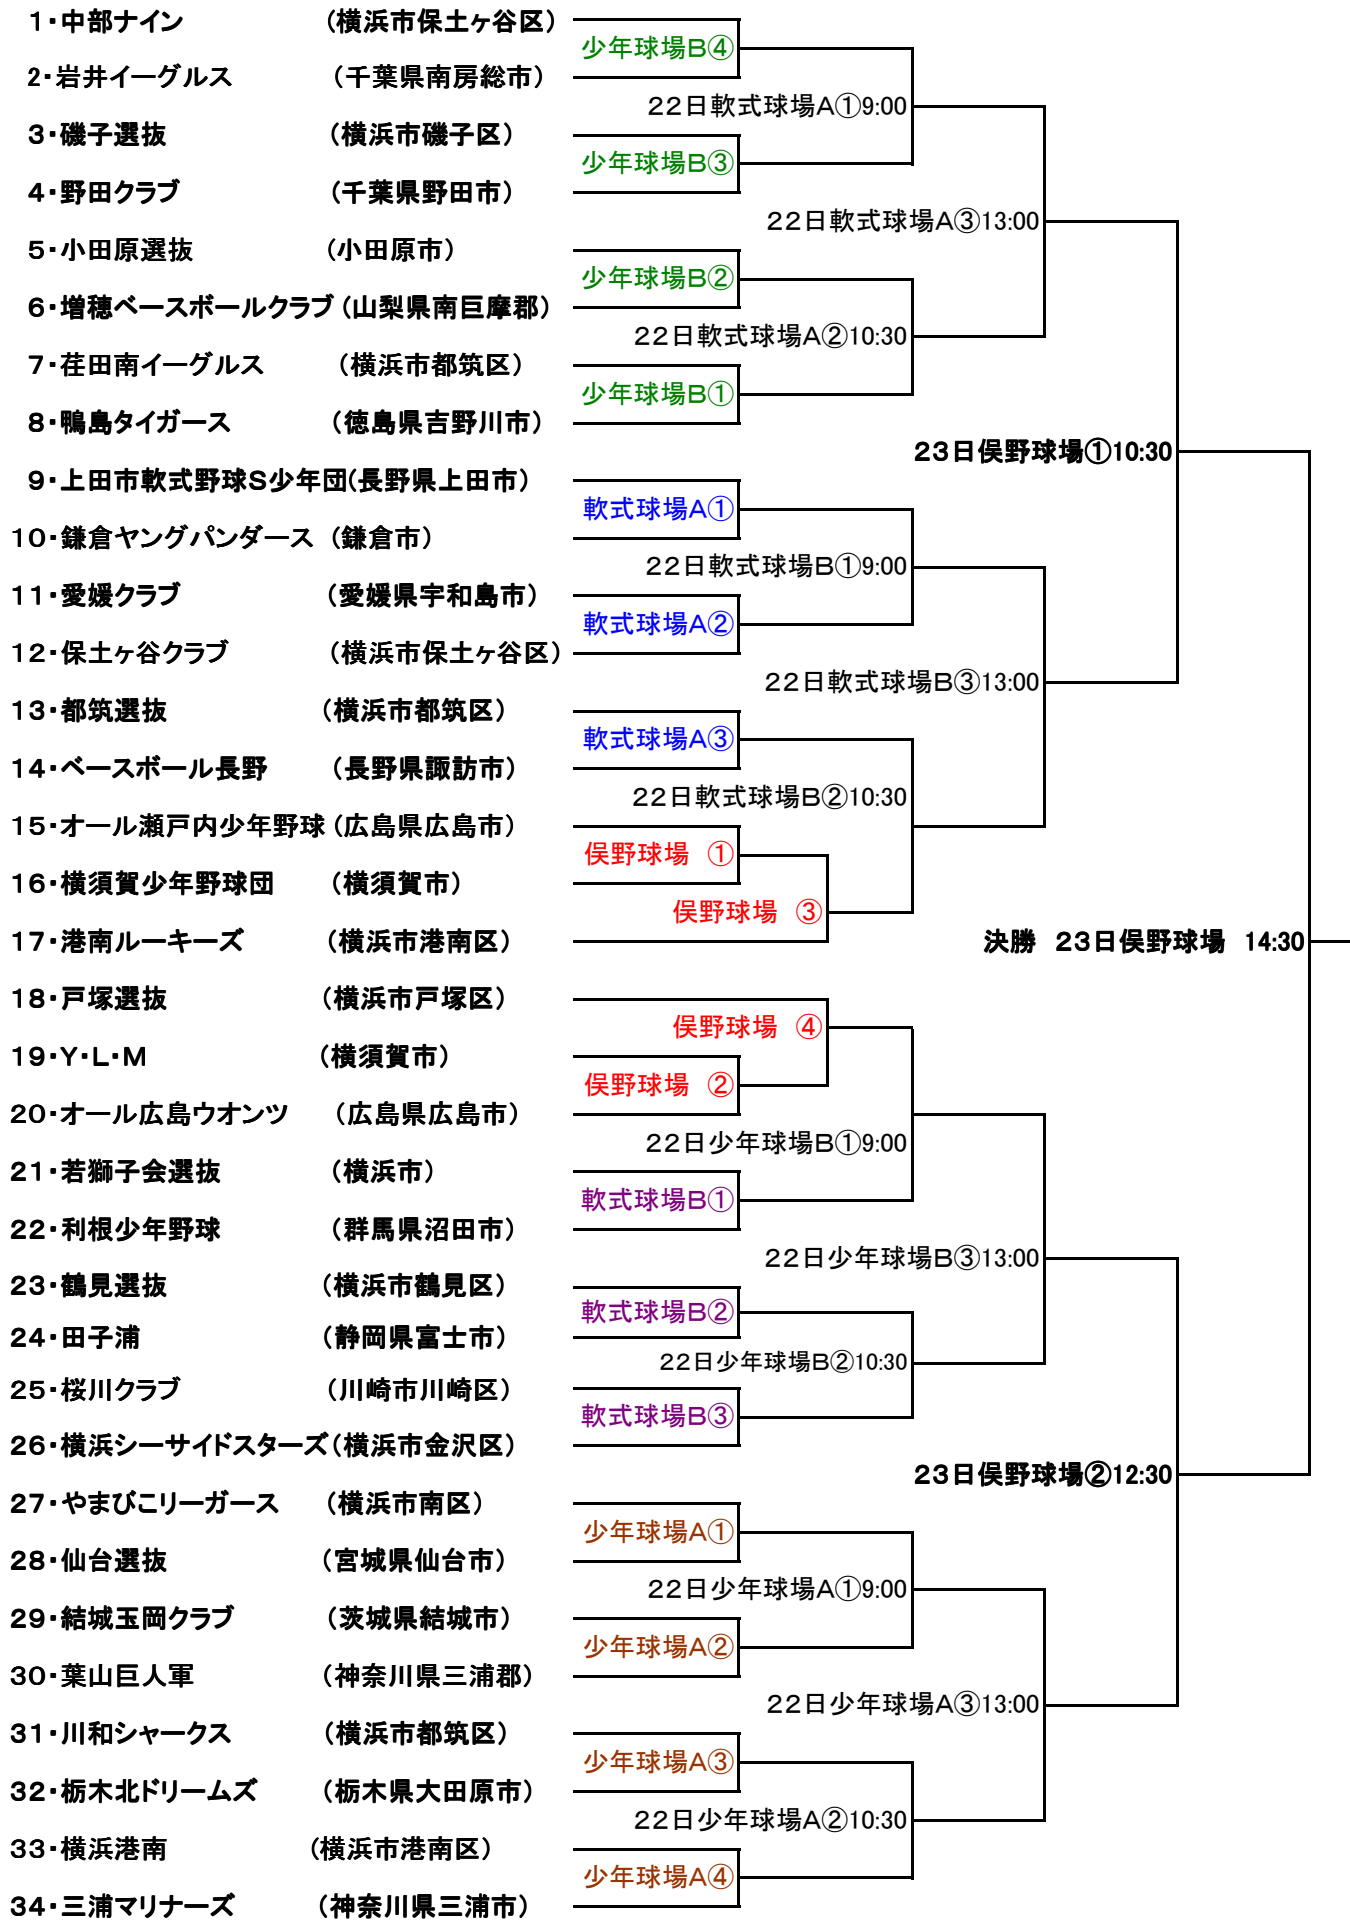 1・中部ナイン (横浜市保土ヶ谷区)
少年球場B④
2・岩井イーグルス (千葉県南房総市)
22日軟式球場A①9:00
3・磯子選抜 (横浜市磯子区)
少年球場B③
4・野田クラブ (千葉県野田市)
22日軟式球場A③13:00
5・小田原選抜 (小田原市)
少年球場B②
6・増穂ベースボールクラブ (山梨県南巨摩郡)
22日軟式球場A②10:30
7・荏田南イーグルス (横浜市都筑区)
少年球場B①
8・鴨島タイガース (徳島県吉野川市)
23日俣野球場①10:30
9・上田市軟式野球S少年団(長野県上田市)
軟式球場A①
10・鎌倉ヤングパンダース (鎌倉市)
22日軟式球場B①9:00
11・愛媛クラブ (愛媛県宇和島市)
軟式球場A②
12・保土ヶ谷クラブ (横浜市保土ヶ谷区)
22日軟式球場B③13:00
13・都筑選抜 (横浜市都筑区)
軟式球場A③
14・ベースボール長野 (長野県諏訪市)
22日軟式球場B②10:30
15・オール瀬戸内少年野球 (広島県広島市)
俣野球場 ①
16・横須賀少年野球団 (横須賀市)
俣野球場 ③
17・港南ルーキーズ (横浜市港南区)
決勝 23日俣野球場 14:30
18・戸塚選抜 (横浜市戸塚区)
俣野球場 ④
19・Y・L・M (横須賀市)
俣野球場 ②
20・オール広島ウオンツ (広島県広島市)
22日少年球場B①9:00
21・若獅子会選抜 (横浜市)
軟式球場B①
22・利根少年野球 (群馬県沼田市)
22日少年球場B③13:00
23・鶴見選抜 (横浜市鶴見区)
軟式球場B②
24・田子浦 (静岡県富士市)
22日少年球場B②10:30
25・桜川クラブ (川崎市川崎区)
軟式球場B③
26・横浜シーサイドスターズ(横浜市金沢区)
23日俣野球場②12:30
27・やまびこリーガース (横浜市南区)
少年球場A①
28・仙台選抜 (宮城県仙台市)
22日少年球場A①9:00
29・結城玉岡クラブ (茨城県結城市)
少年球場A②
30・葉山巨人軍 (神奈川県三浦郡)
22日少年球場A③13:00
31・川和シャークス (横浜市都筑区)
少年球場A③
32・栃木北ドリームズ (栃木県大田原市)
22日少年球場A②10:30
33・横浜港南 (横浜市港南区)
少年球場A④
34・三浦マリナーズ (神奈川県三浦市)